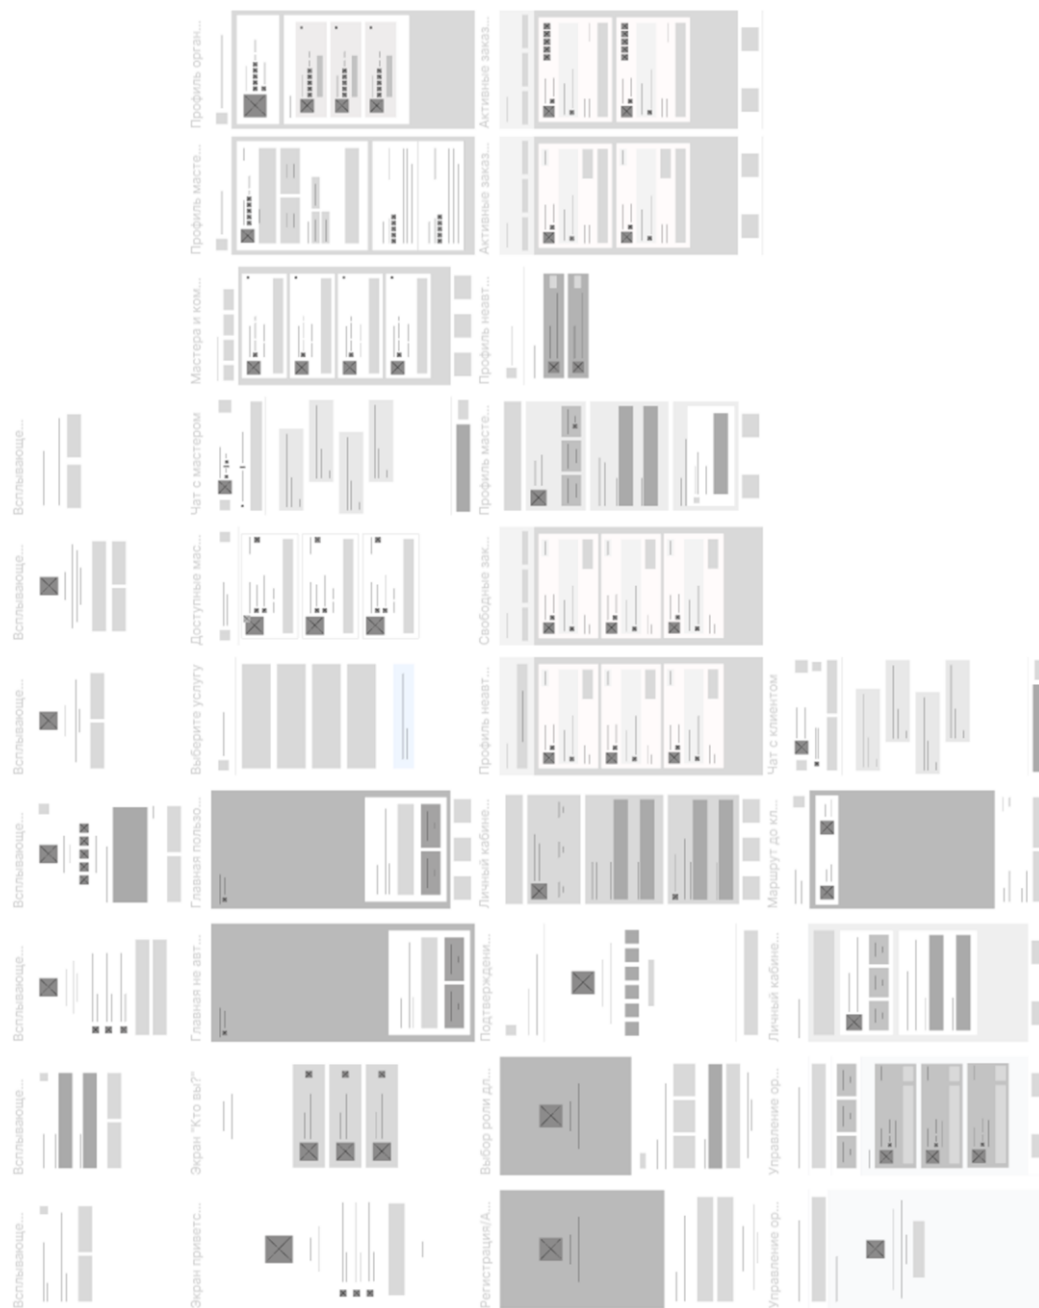 Всплывающе...
Всплывающе...
Всплывающе...
Всплывающе...
Всплывающе...
Всплывающе...
Всплывающе...
Экран приветс...
Экран "Кто вы?"
Главная не авт...
Главная пользо...
Выберите услугу
Доступные мас...
Чат с мастером
Мастера и ком...
Профиль масте...
Профиль орган...
Регистрация/А...
Выбор роли дл...
Подтверждени...
Личный кабине...
Профиль неавт...
Свободные зак...
Профиль масте...
Профиль неавт...
Активные заказ...
Активные заказ...
Управление ор...
Управление ор...
Личный кабине...
Маршрут до кл...
Чат с клиентом